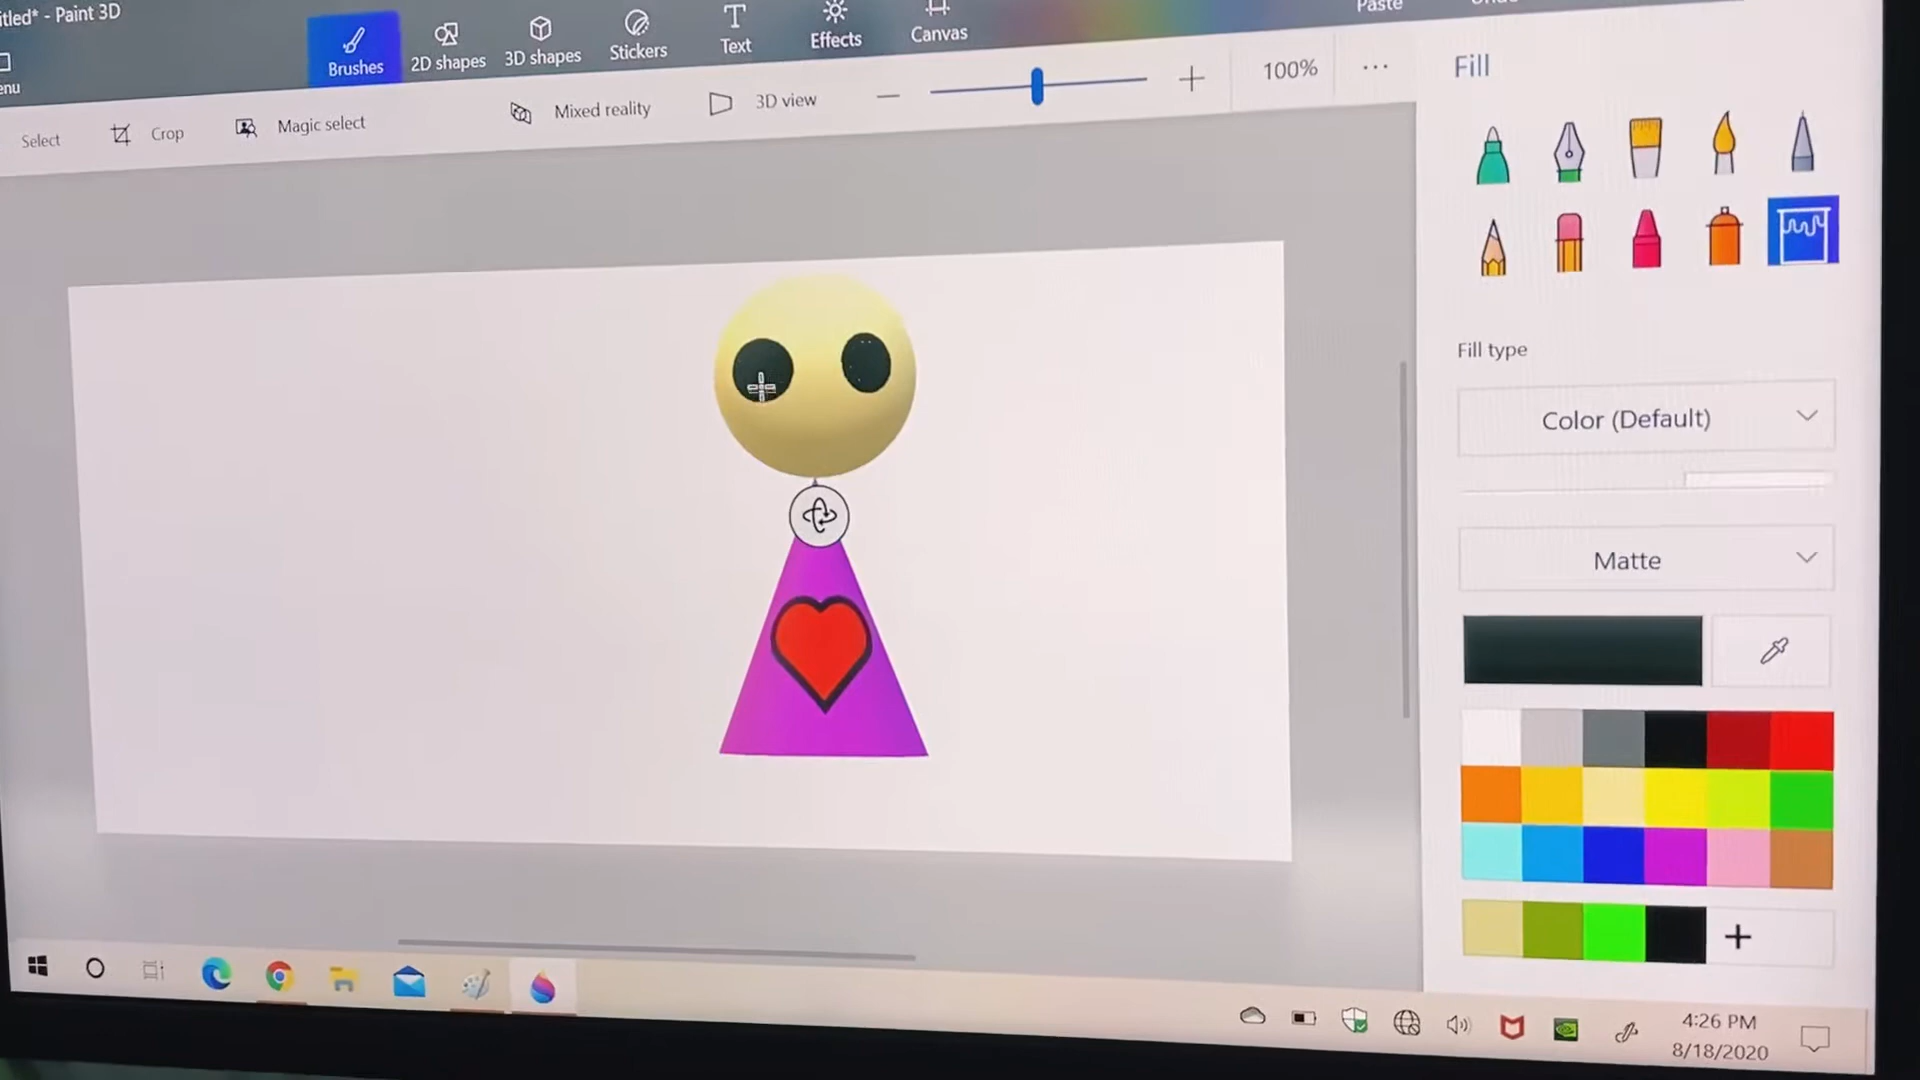 itled* - Paint 3D
enu
Brushes
2D shapes
3D shapes
Stickers
Text
Effects
Canvas
Paste
Select
Crop
Magic select
Mixed reality
3D view
100%
Fill
Fill type
Color (Default)
Matte
4:26 PM
8/18/2020